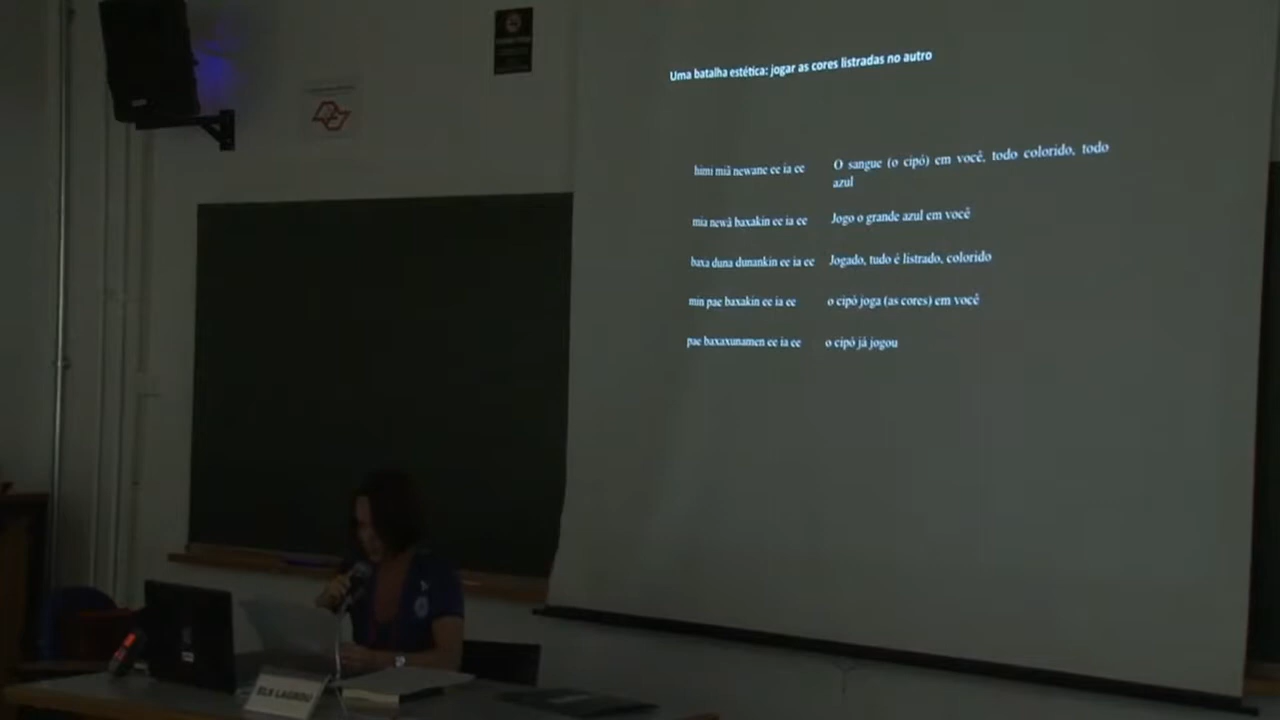 Uma batalha estética: jogar as cores listradas no autro
himi miã newane ee ia ee
O sangue (o cipó) em você, todo colorido, todo
azul
mia newã baxakin ee ia ee
Jogo o grande azul em você
baxa duna dunankin ee ia ee
Jogado, tudo é listrado, colorido
min pae baxakin ee ia ee
o cipó joga (as cores) em você
pae baxaxunamen ee ia ee
o cipó já jogou
ELS LAGROU